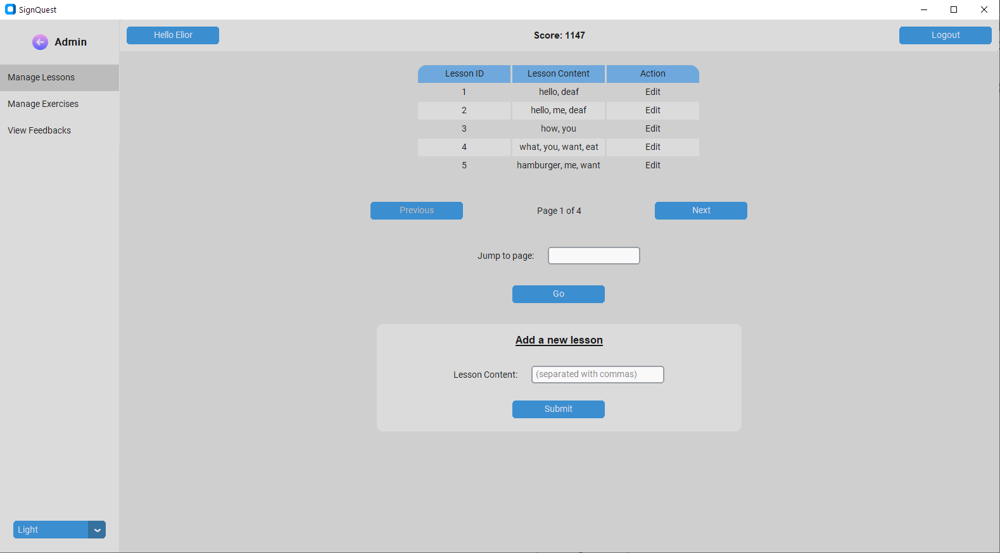 SignQuest
Admin
Hello Elior
Score: 1147
Logout
Manage Lessons
Manage Exercises
View Feedbacks
Lesson ID Lesson Content Action
1 hello, deaf Edit
2 hello, me, deaf Edit
3 how, you Edit
4 what, you, want, eat Edit
5 hamburger, me, want Edit
Previous Page 1 of 4 Next
Jump to page:
Go
Add a new lesson
Lesson Content: (separated with commas)
Submit
Light